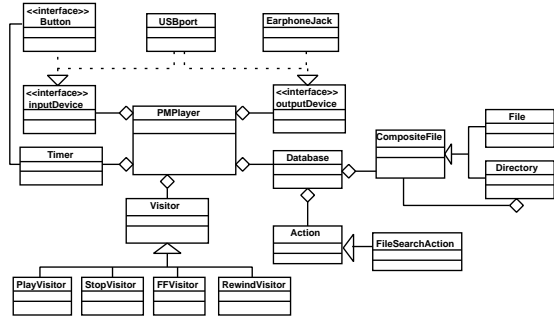 <<interface>>
Button
USBport
EarphoneJack
<<interface>>
inputDevice
PMPlayer
<<interface>>
outputDevice
CompositeFile
File
Timer
Database
Directory
Visitor
Action
FileSearchAction
PlayVisitor
StopVisitor
FFVisitor
RewindVisitor